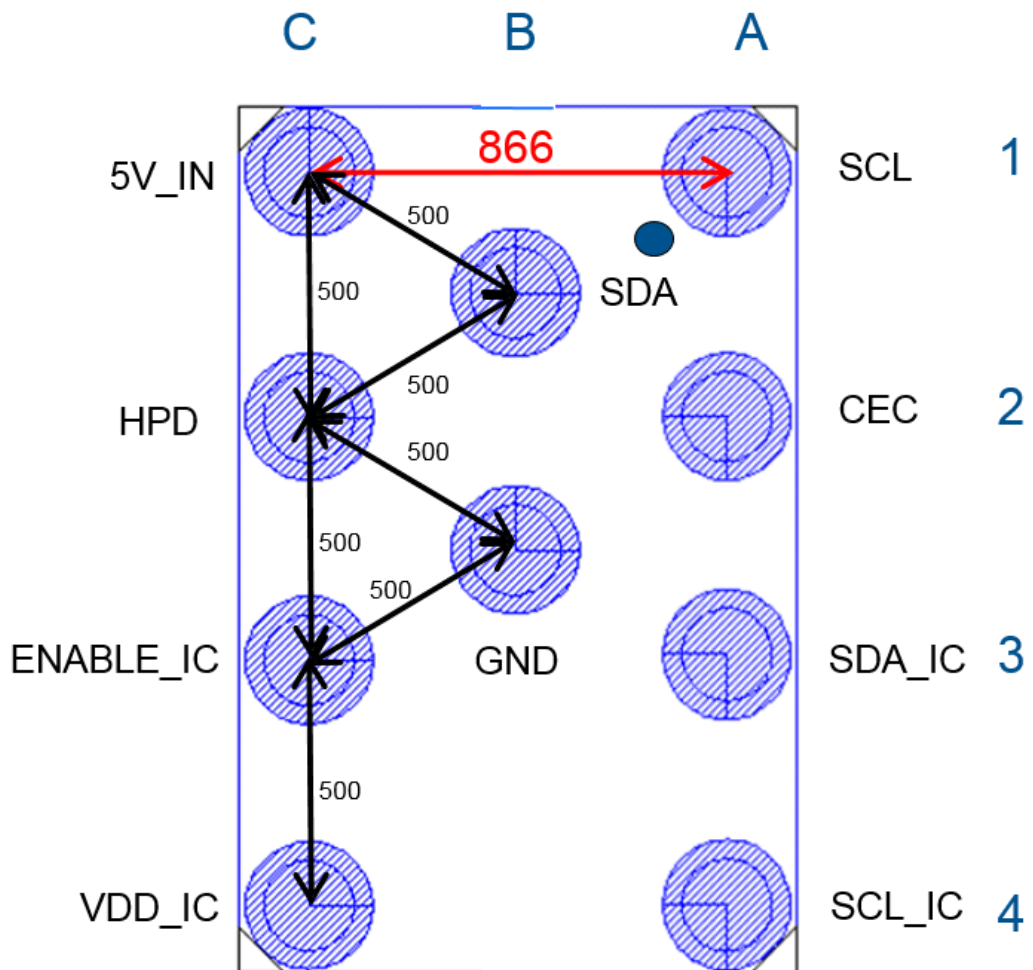 C B A
866
5V_IN
SCL
1
500
SDA
500
500
HPD
CEC
2
500
500
500
ENABLE_IC
GND
SDA_IC
3
500
VDD_IC
SCL_IC
4